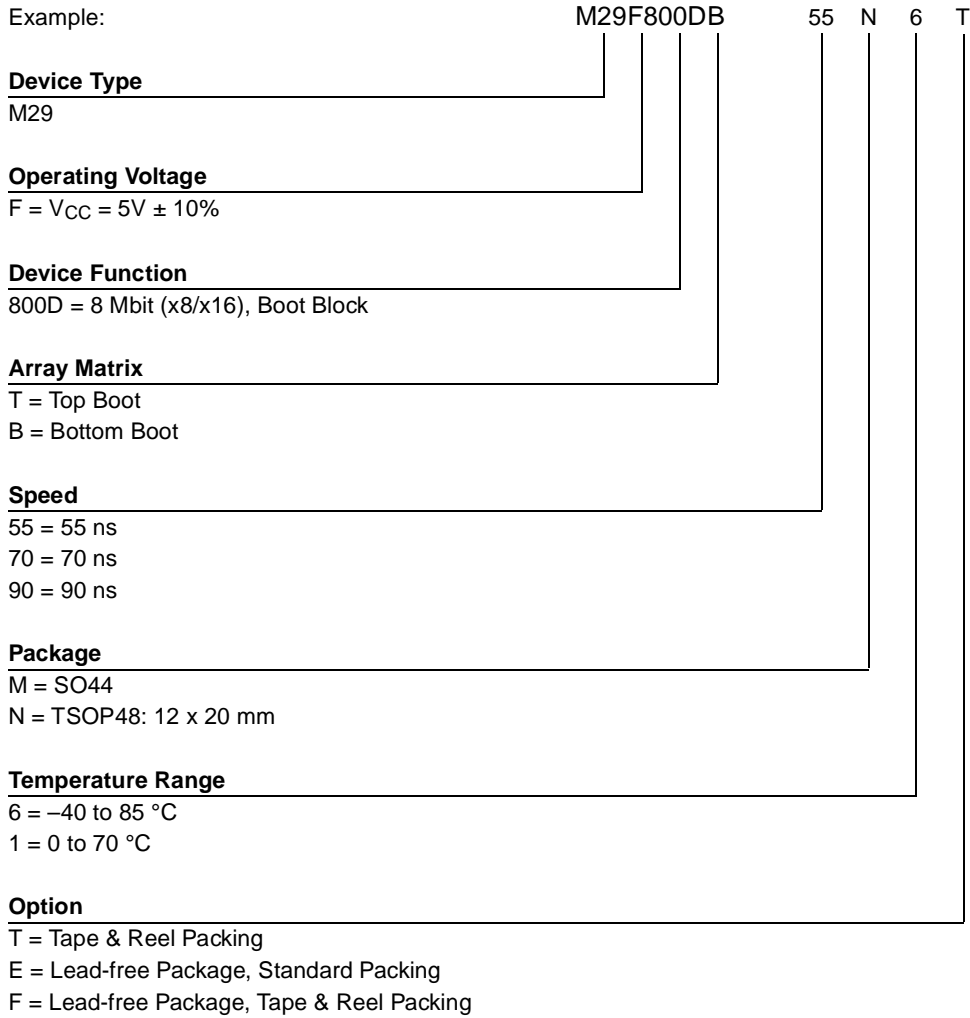 Example: M29F800DB 55 N 6 T
Device Type
M29
Operating Voltage
F = VCC = 5V ± 10%
Device Function
800D = 8 Mbit (x8/x16), Boot Block
Array Matrix
T = Top Boot
B = Bottom Boot
Speed
55 = 55 ns
70 = 70 ns
90 = 90 ns
Package
M = SO44
N = TSOP48: 12 x 20 mm
Temperature Range
6 = –40 to 85 °C
1 = 0 to 70 °C
Option
T = Tape & Reel Packing
E = Lead-free Package, Standard Packing
F = Lead-free Package, Tape & Reel Packing